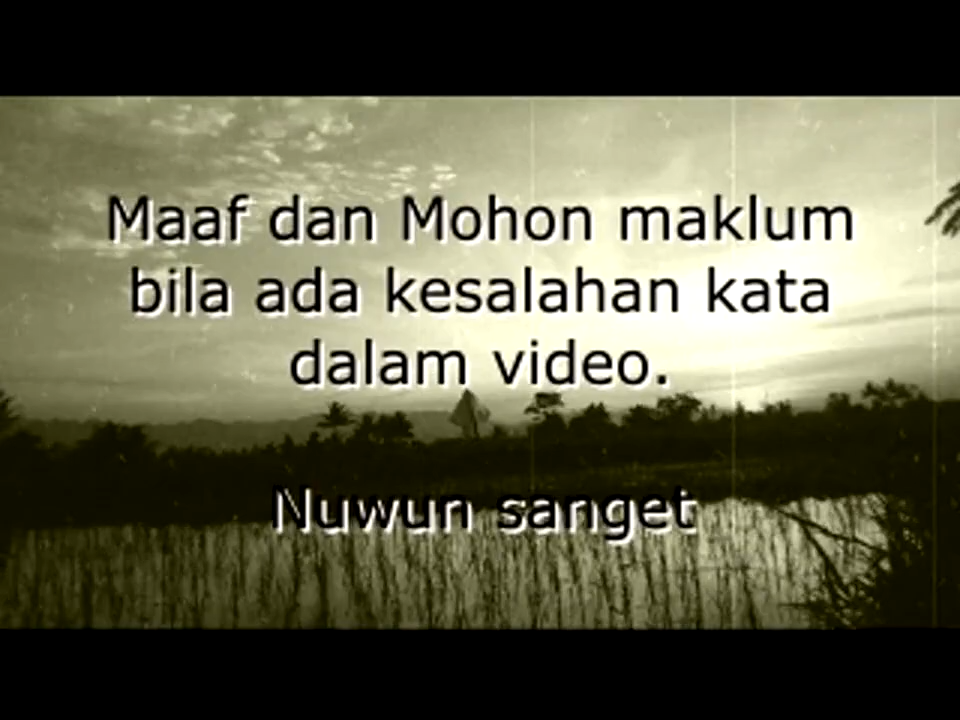 Maaf dan Mohon maklum
bila ada kesalahan kata
dalam video.
Nuwun sanget